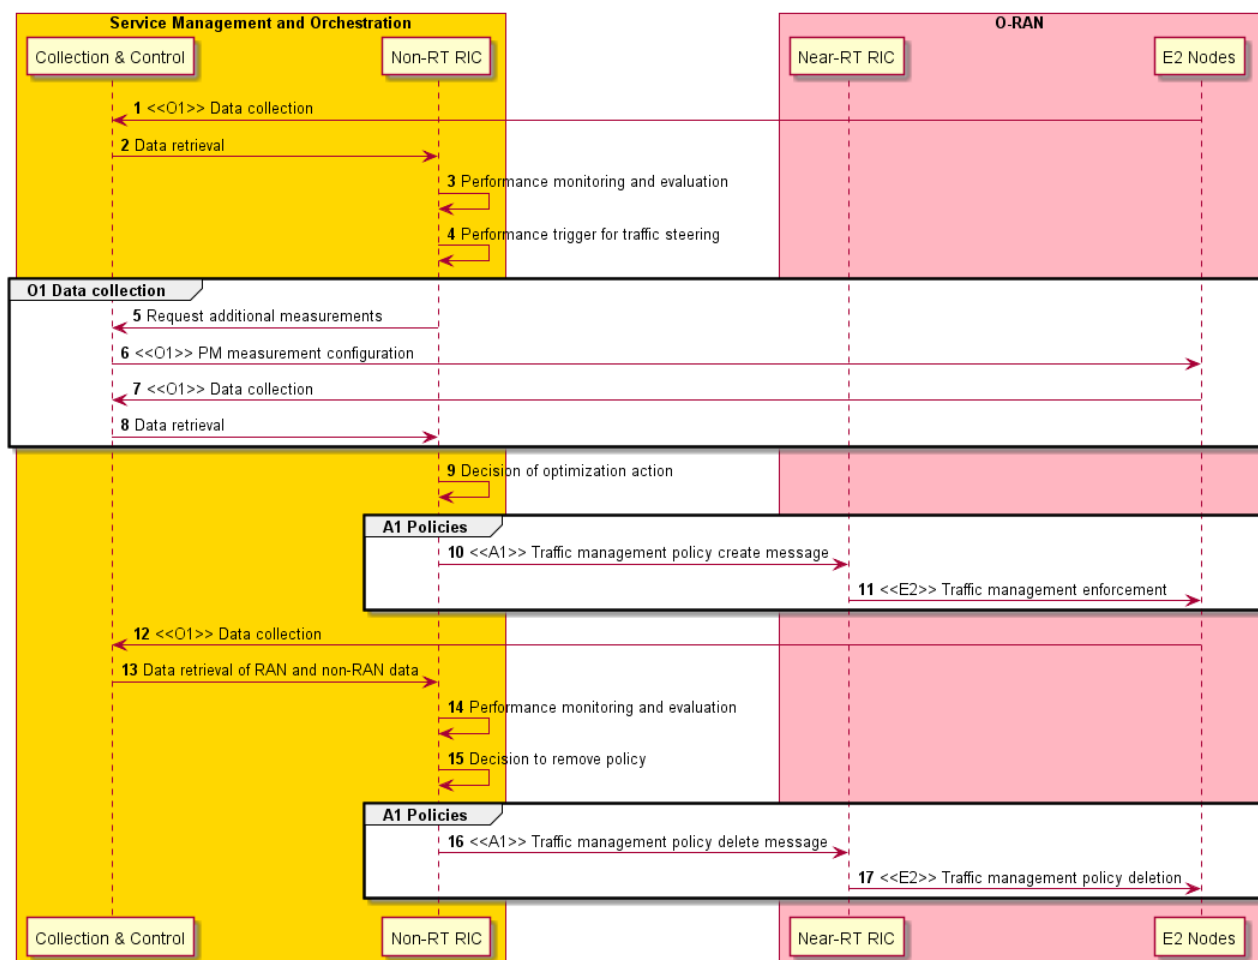 Service Management and Orchestration
O-RAN
Collection & Control
Non-RT RIC
Near-RT RIC
E2 Nodes
1 <<O1>> Data collection
2 Data retrieval
3 Performance monitoring and evaluation
4 Performance trigger for traffic steering
O1 Data collection
5 Request additional measurements
6 <<O1>> PM measurement configuration
7 <<O1>> Data collection
8 Data retrieval
9 Decision of optimization action
A1 Policies
10 <<A1>> Traffic management policy create message
11 <<E2>> Traffic management enforcement
12 <<O1>> Data collection
13 Data retrieval of RAN and non-RAN data
14 Performance monitoring and evaluation
15 Decision to remove policy
A1 Policies
16 <<A1>> Traffic management policy delete message
17 <<E2>> Traffic management policy deletion
Collection & Control
Non-RT RIC
Near-RT RIC
E2 Nodes